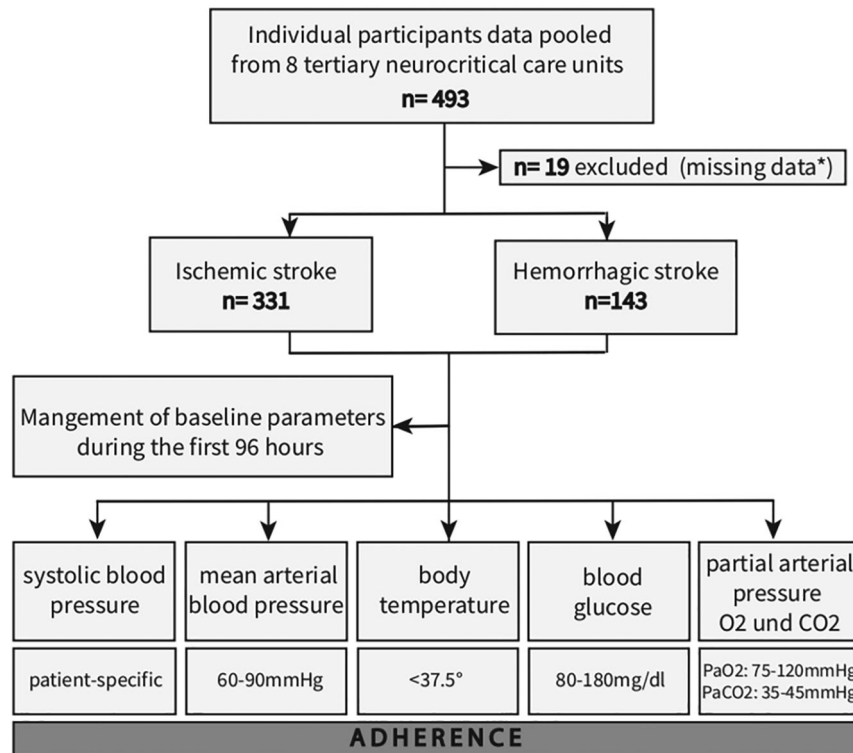 Individual participants data pooled
from 8 tertiary neurocritical care units
n= 493
n= 19 excluded (missing data*)
Ischemic stroke
n= 331
Hemorrhagic stroke
n=143
Mangement of baseline parameters
during the first 96 hours
systolic blood
pressure
mean arterial
blood pressure
body
temperature
blood
glucose
partial arterial
pressure
O2 und CO2
patient-specific
60-90mmHg
<37.5°
80-180mg/dl
PaO2: 75-120mmHg
PaCO2: 35-45mmHg
ADHERENCE